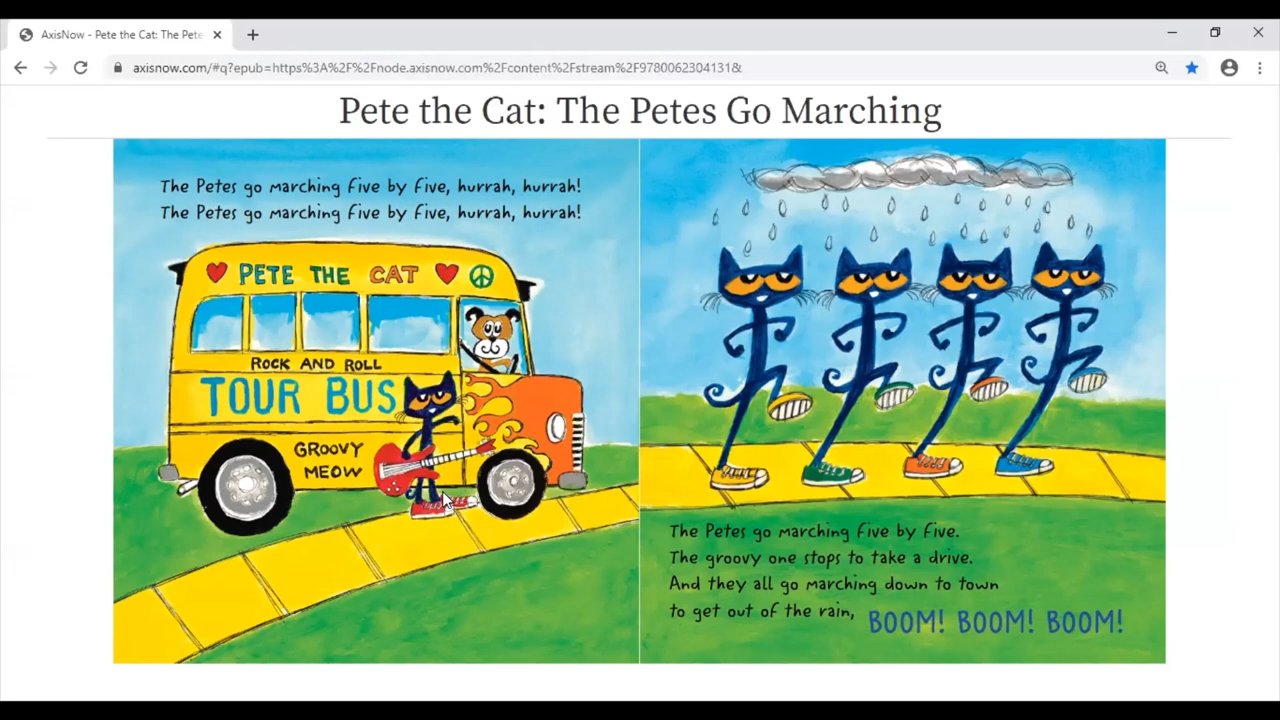 AxisNow - Pete the Cat: The Pete
axisnow.com/#q?epub=https%3A%2F%2Fnode.axisnow.com%2Fcontent%2Fstream%2F9780062304131&
Pete the Cat: The Petes Go Marching
The Petes go marching five by five, hurrah, hurrah!
The Petes go marching five by five, hurrah, hurrah!
PETE THE CAT
ROCK AND ROLL
TOUR BUS
GROOVY
MEOW
The Petes go marching five by five.
The groovy one stops to take a drive.
And they all go marching down to town
to get out of the rain, BOOM! BOOM! BOOM!